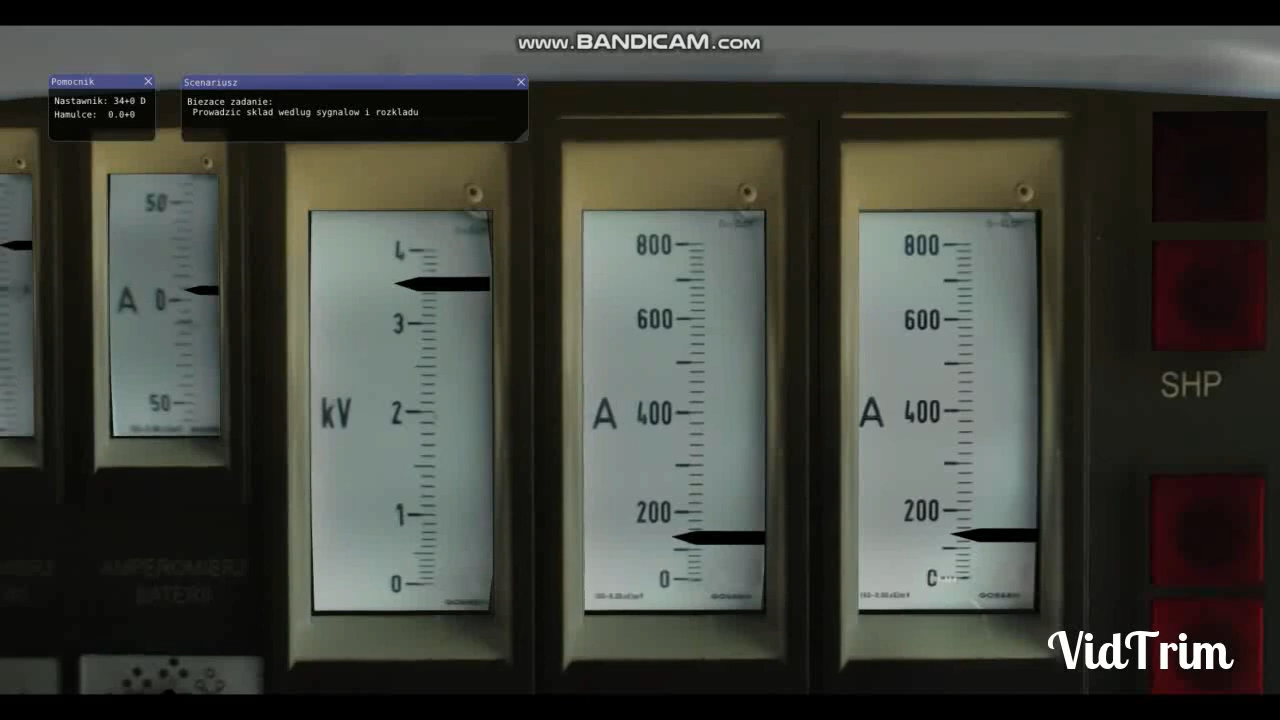 www.BANDICAM.com
Pomocnik
Nastawnik: 34+0 D
Hamulce: 0.0+0
Scenariusz
Biezace zadanie:
Prowadzic sklad wedlug sygnalow i rozkladu
50
A 0
50
4
3
kV 2
1
0
800
600
A 400
200
0
800
600
A 400
200
SHP
AMPEROMIERZ
VidTrim